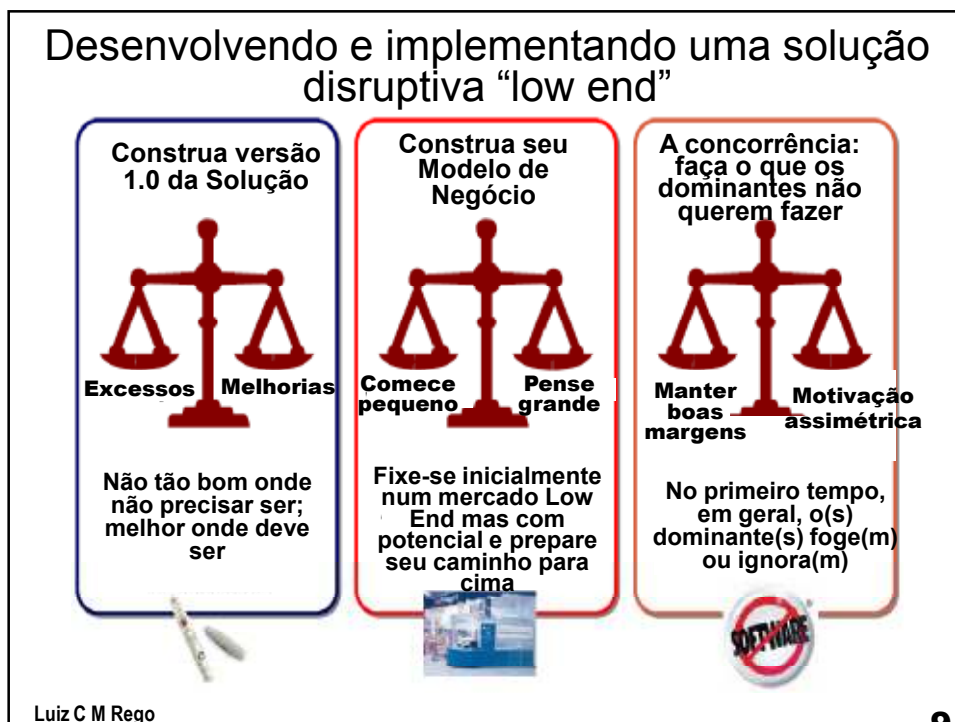 Desenvolvendo e implementando uma solução
disruptiva “low end”
Construa versão
1.0 da Solução
Excessos
Melhorias
Não tão bom onde
não precisar ser;
melhor onde deve
ser
Construa seu
Modelo de
Negócio
Comece
pequeno
Pense
grande
Fixe-se inicialmente
num mercado Low
End mas com
potencial e prepare
seu caminho para
cima
A concorrência:
faça o que os
dominantes não
querem fazer
Manter
boas
margens
Motivação
assimétrica
No primeiro tempo,
em geral, o(s)
dominante(s) foge(m)
ou ignora(m)
SOFTWARE
Luiz C M Rego
9